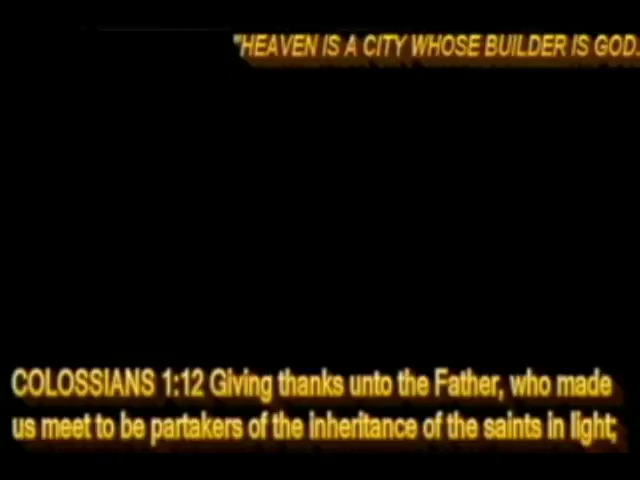 "HEAVEN IS A CITY WHOSE BUILDER IS GOD.
COLOSSIANS 1:12 Giving thanks unto the Father, who made
us meet to be partakers of the inheritance of the saints in light;